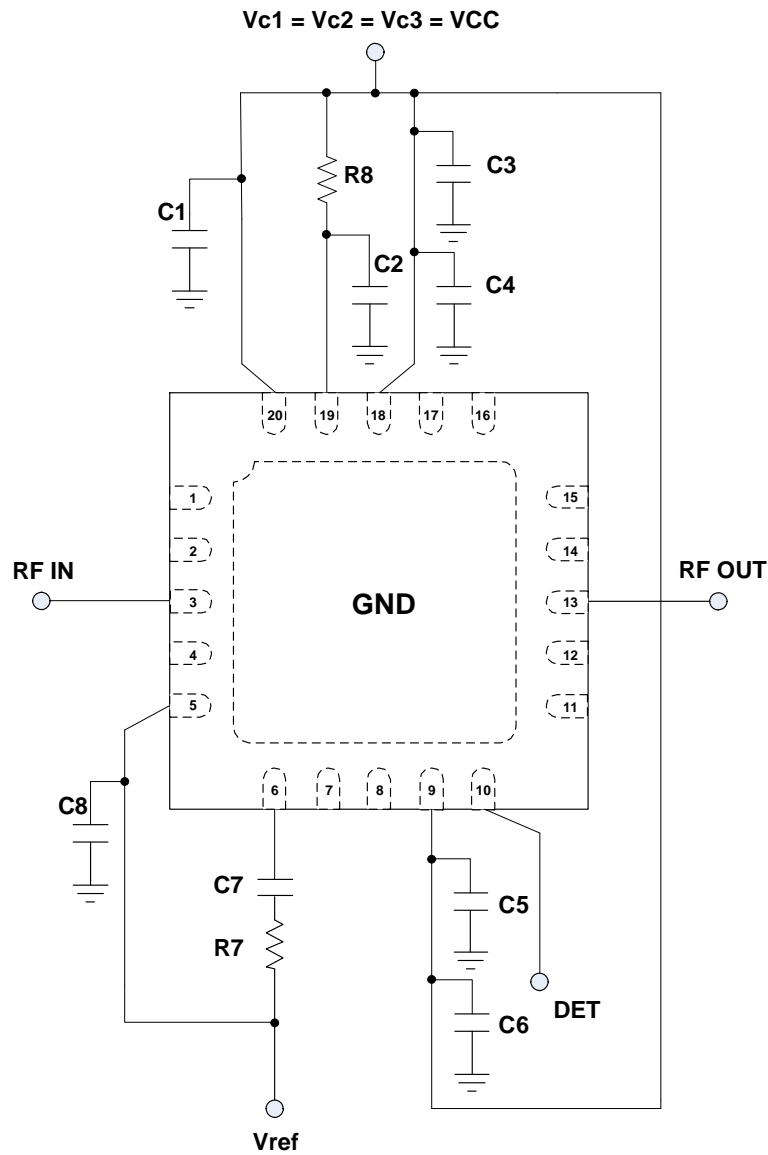 Vc1 = Vc2 = Vc3 = VCC
C3
R8
C1
C2
C4
20
19
18
17
16
1
15
2
14
RF IN
RF OUT
3
GND
13
4
12
5
11
6
7
8
9
10
C8
C7
C5
R7
DET
C6
Vref